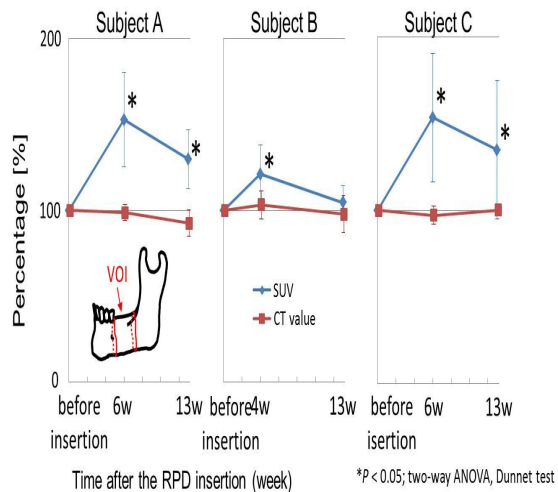 Subject A Subject B Subject C
200
100
0
Percentage [%]
*
*
*
*
*
VOI
SUV
CT value
before 6w 13w before 4w 13w before 6w 13w
insertion insertion isertion
Time after the RPD insertion (week)
*P < 0.05; two-way ANOVA, Dunnet test